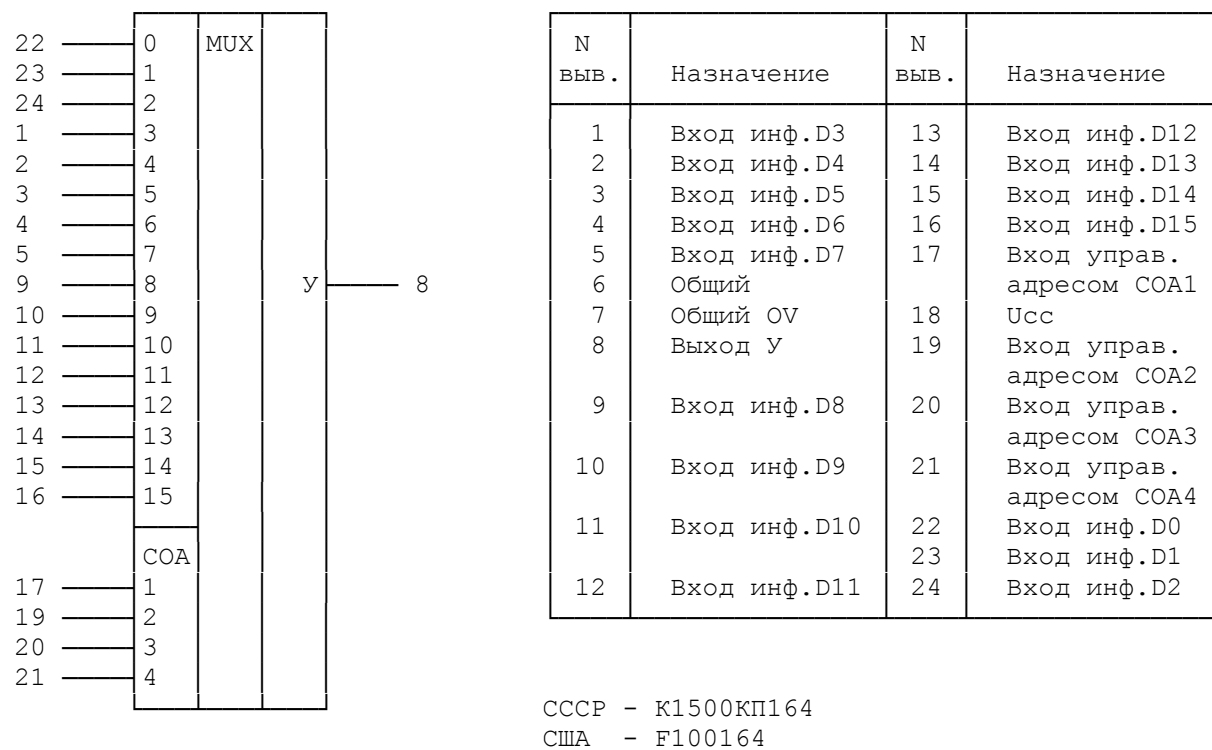 22 0 MUX
23 1
24 2
1 3
2 4
3 5
4 6
5 7
9 8 У 8
10 9
11 10
12 11
13 12
14 13
15 14
16 15
COA
17 1
19 2
20 3
21 4
N N
выв. Назначение выв. Назначение
1 Вход инф.D3 13 Вход инф.D12
2 Вход инф.D4 14 Вход инф.D13
3 Вход инф.D5 15 Вход инф.D14
4 Вход инф.D6 16 Вход инф.D15
5 Вход инф.D7 17 Вход управ.
6 Общий адресом COA1
7 Общий OV 18 Ucc
8 Выход У 19 Вход управ.
адресом COA2
9 Вход инф.D8 20 Вход управ.
адресом COA3
10 Вход инф.D9 21 Вход управ.
адресом COA4
11 Вход инф.D10 22 Вход инф.D0
23 Вход инф.D1
12 Вход инф.D11 24 Вход инф.D2
СССР - К1500КП164
США - F100164